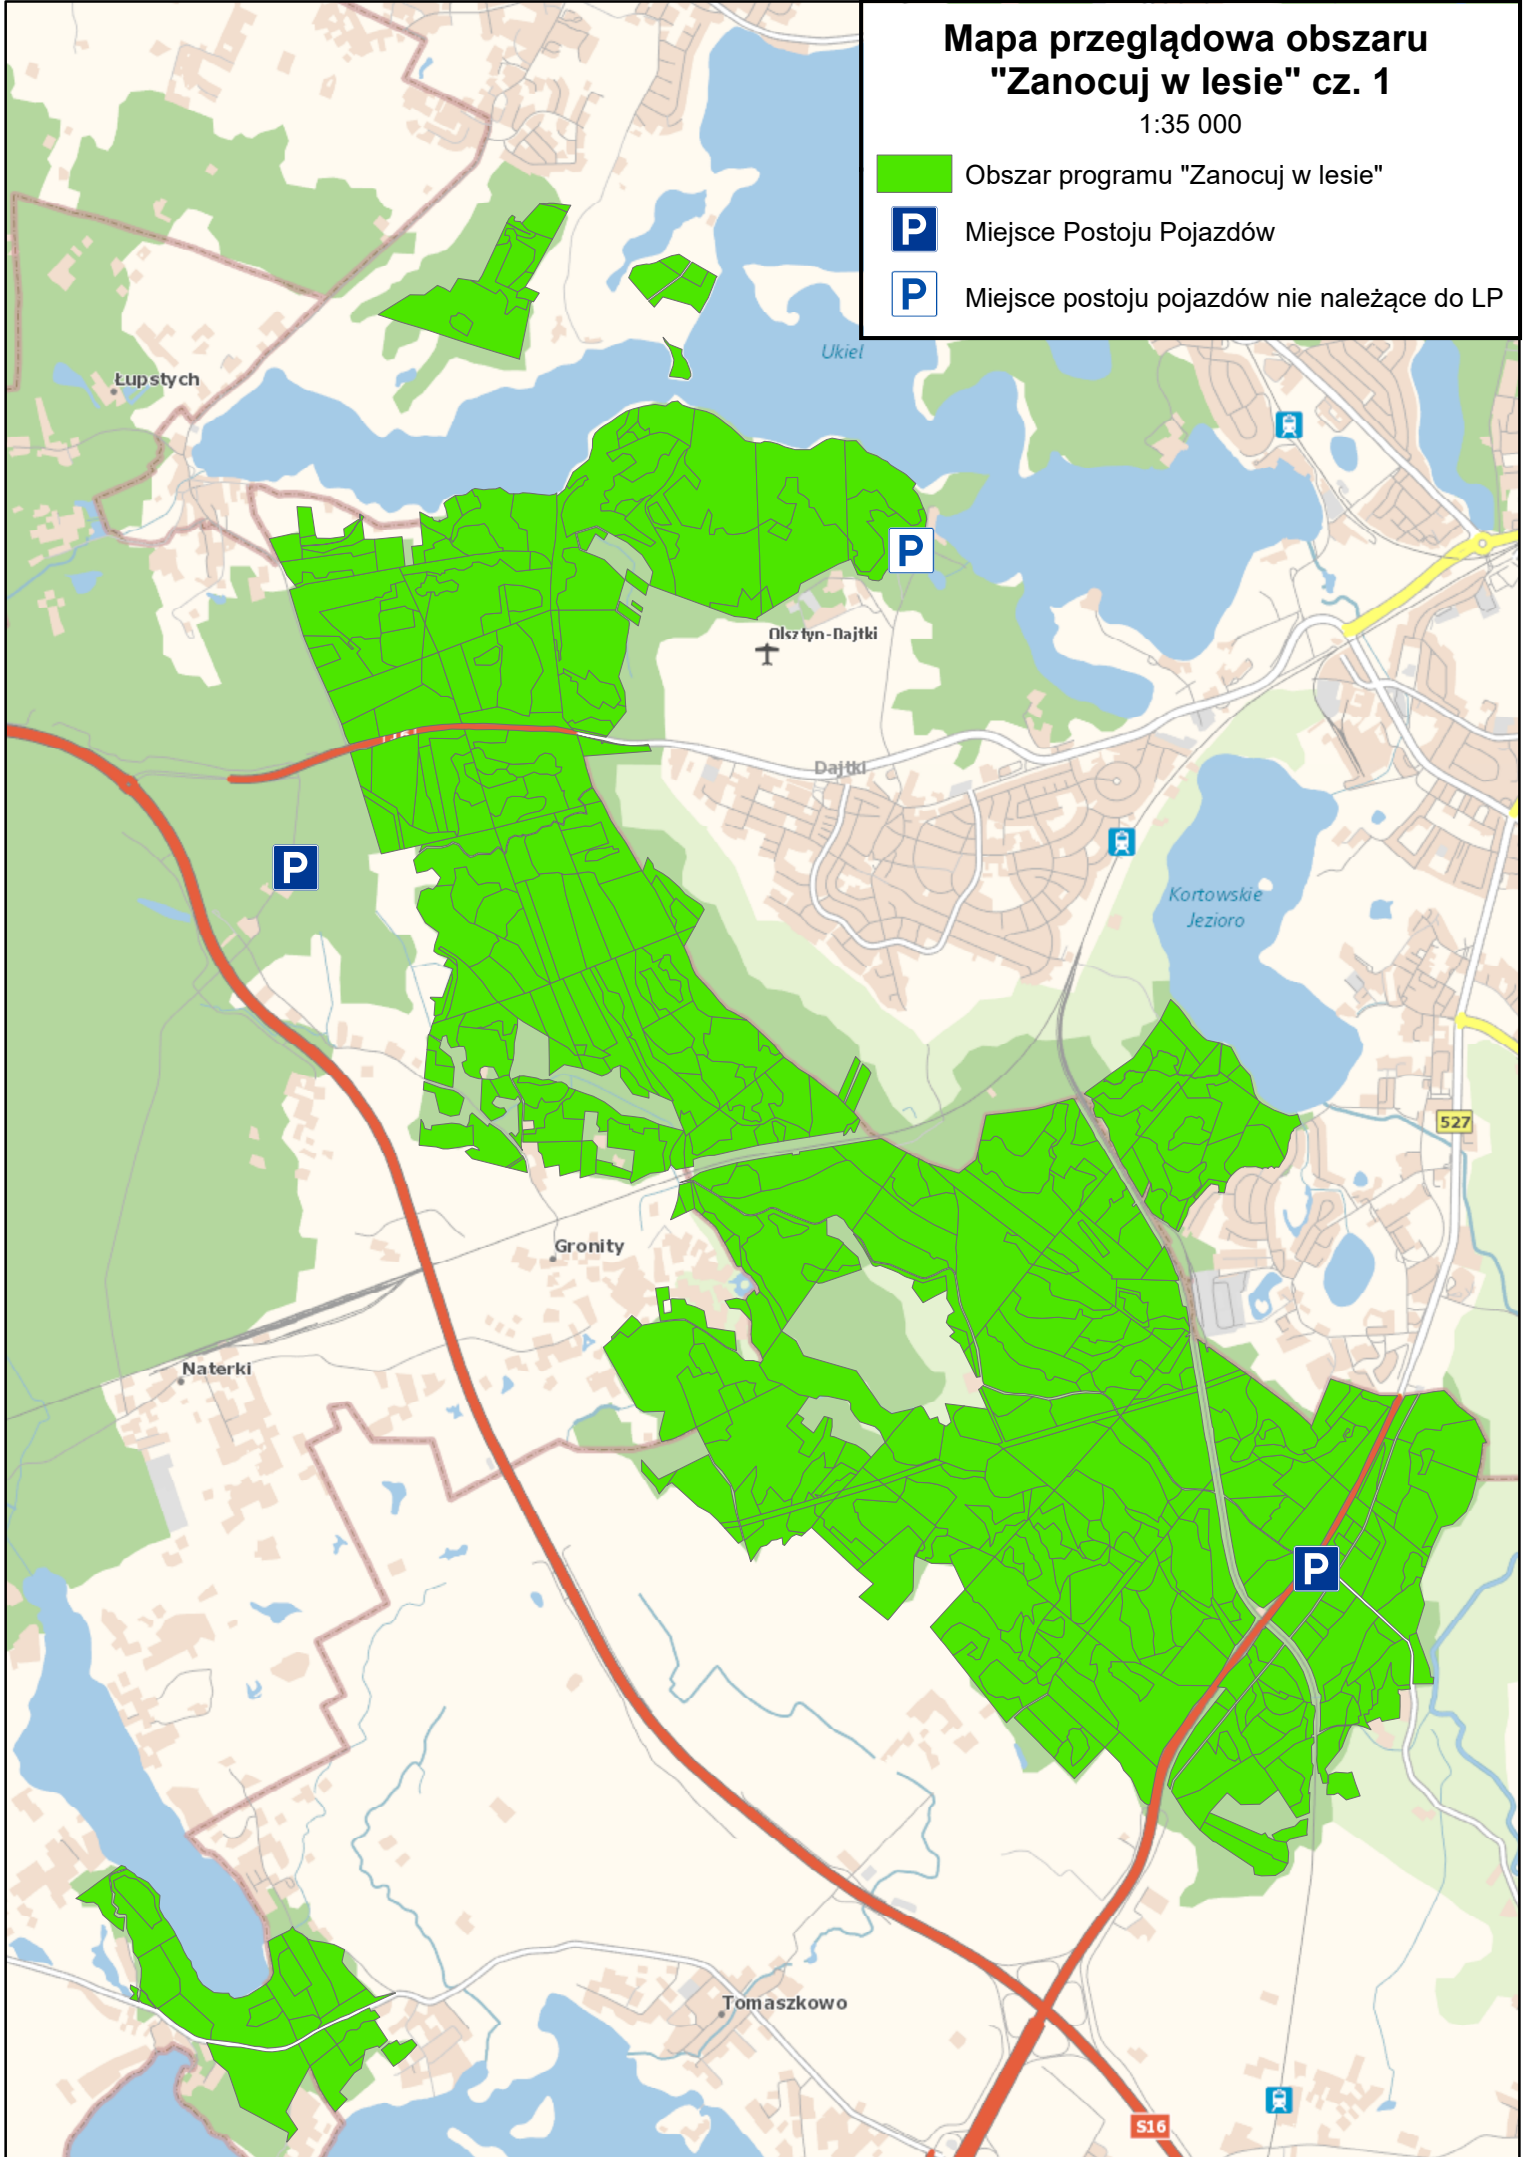 Mapa przeglądowa obszaru
"Zanocuj w lesie" cz. 1
1:35 000
Obszar programu "Zanocuj w lesie"
P
Miejsce Postoju Pojazdów
P
Miejsce postoju pojazdów nie należące do LP
Ukiel
Łupstych
P
Olsztyn-Dajtki
Dajtki
P
Kortowskie
Jezioro
527
Gronity
Naterki
P
Tomaszkowo
S16